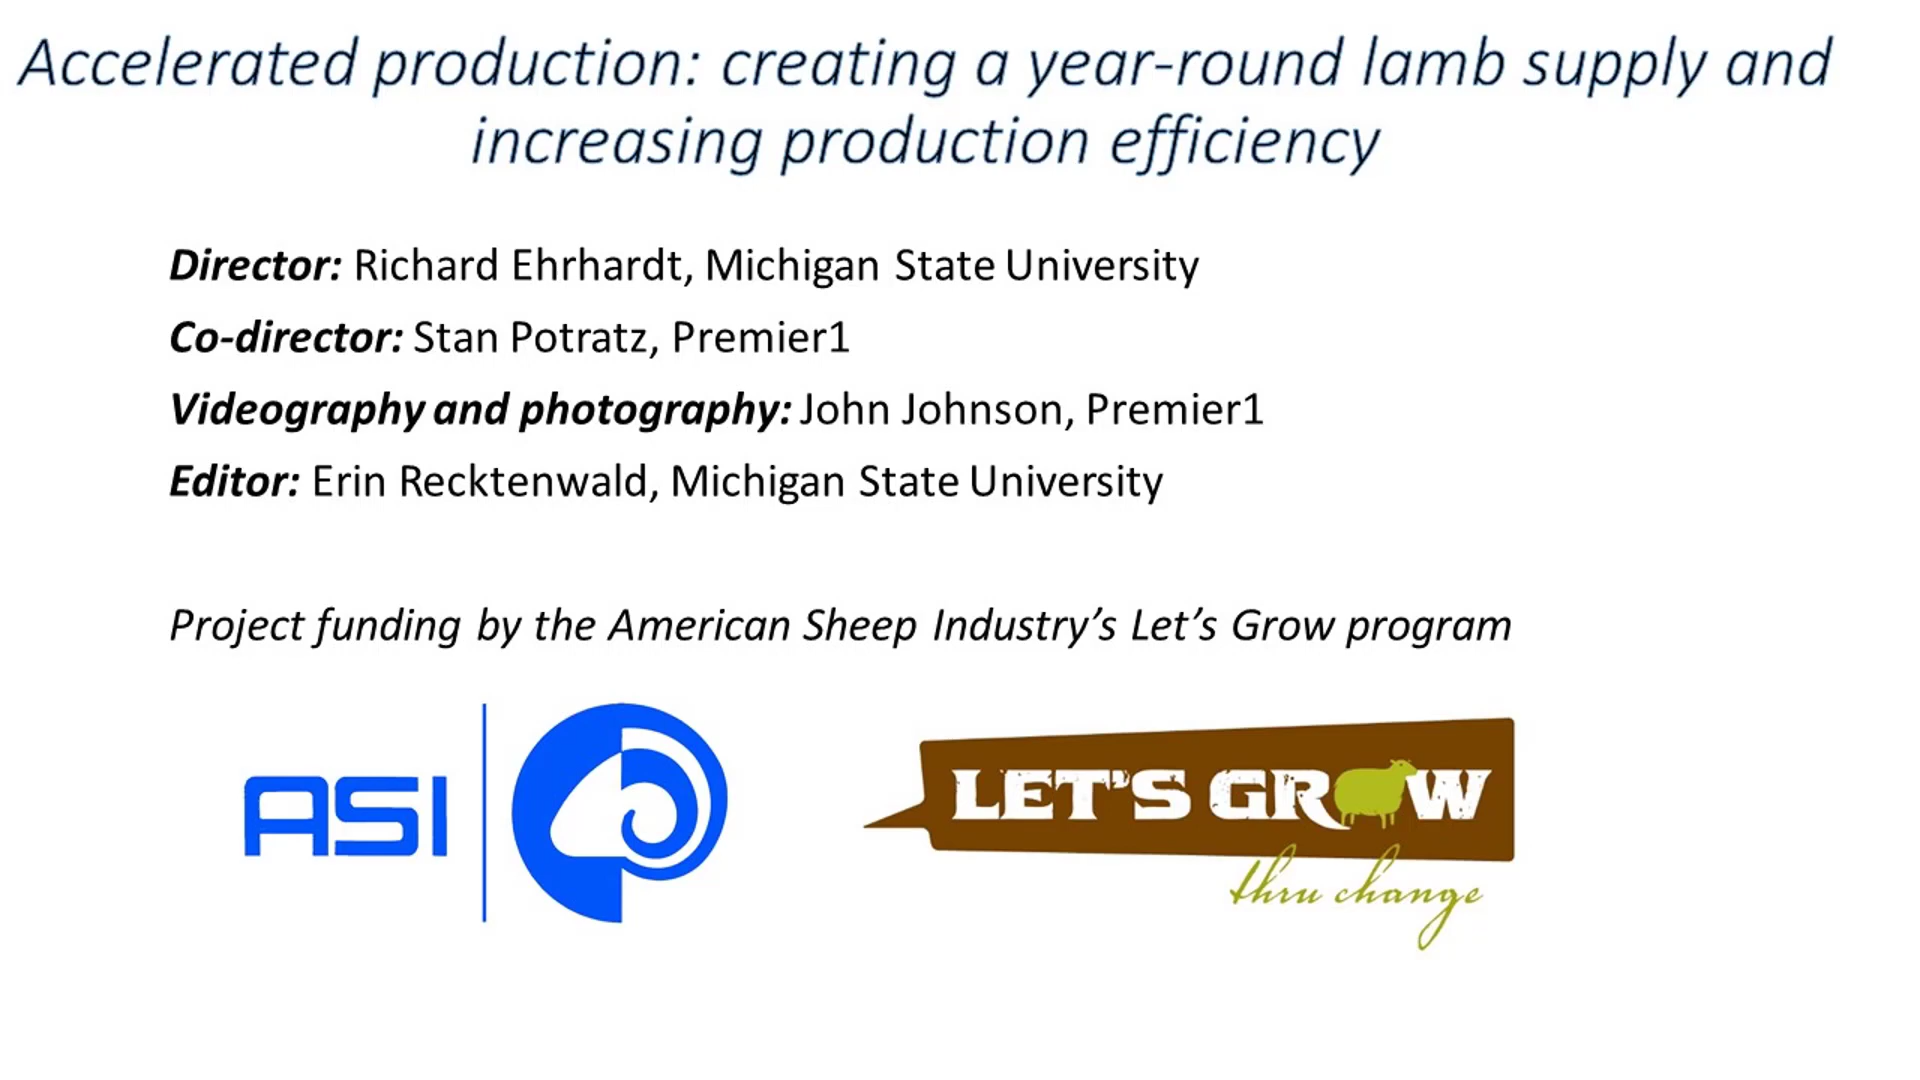 Accelerated production: creating a year-round lamb supply and
increasing production efficiency
Director: Richard Ehrhardt, Michigan State University
Co-director: Stan Potratz, Premier1
Videography and photography: John Johnson, Premier1
Editor: Erin Recktenwald, Michigan State University
Project funding by the American Sheep Industry’s Let’s Grow program
ASI
LET'S GROW
thru change